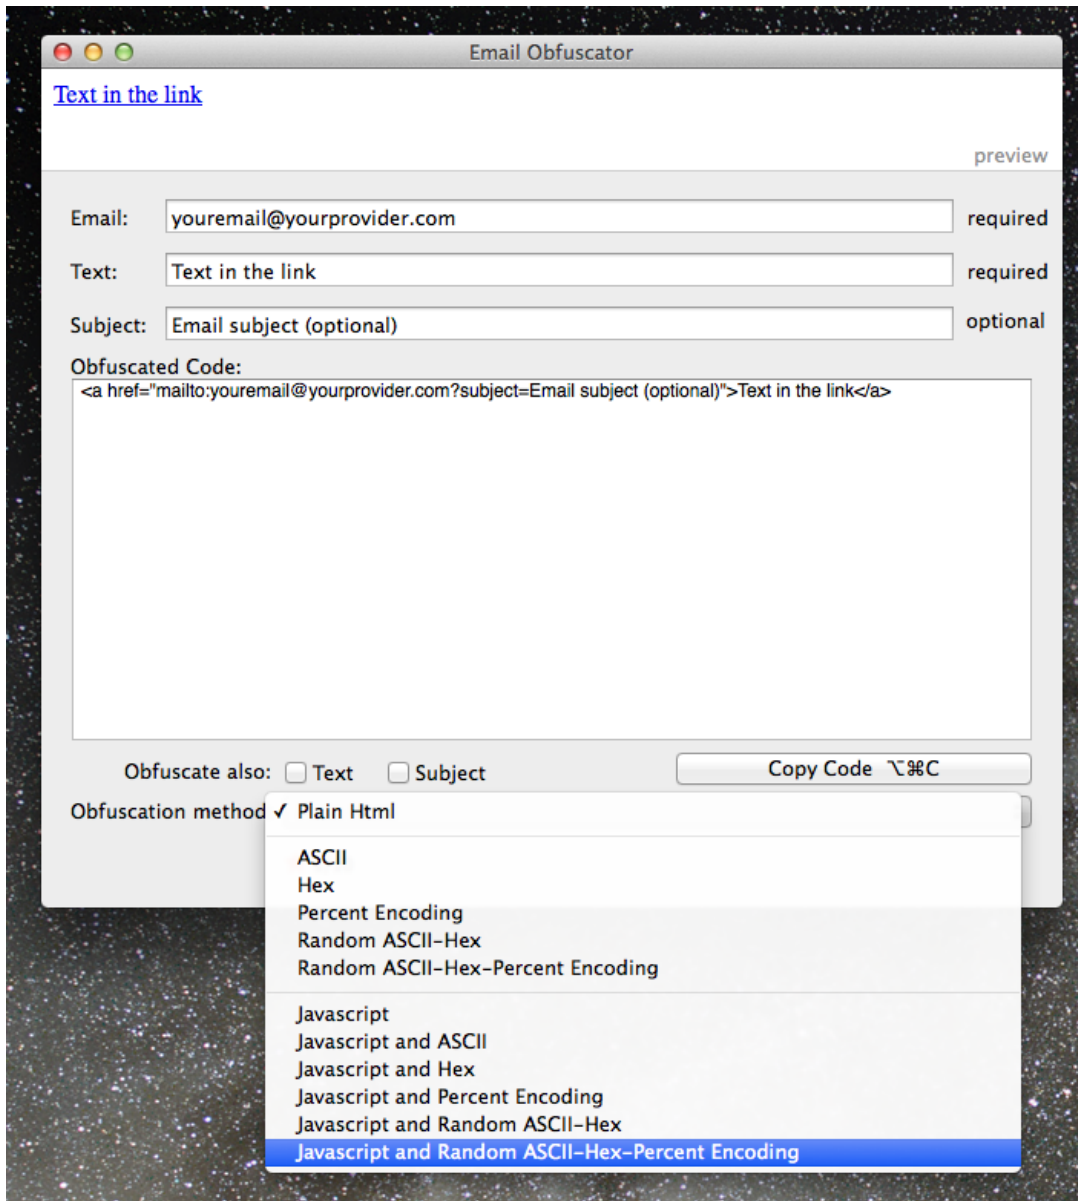 Email Obfuscator
Text in the link
preview
Email: youremail@yourprovider.com required
Text: Text in the link required
Subject: Email subject (optional) optional
Obfuscated Code:
<a href="mailto:youremail@yourprovider.com?subject=Email subject (optional)">Text in the link</a>
Obfuscate also: Text Subject Copy Code ⌥⌘C
Obfuscation method ✓ Plain Html
ASCII
Hex
Percent Encoding
Random ASCII-Hex
Random ASCII-Hex-Percent Encoding
Javascript
Javascript and ASCII
Javascript and Hex
Javascript and Percent Encoding
Javascript and Random ASCII-Hex
Javascript and Random ASCII-Hex-Percent Encoding